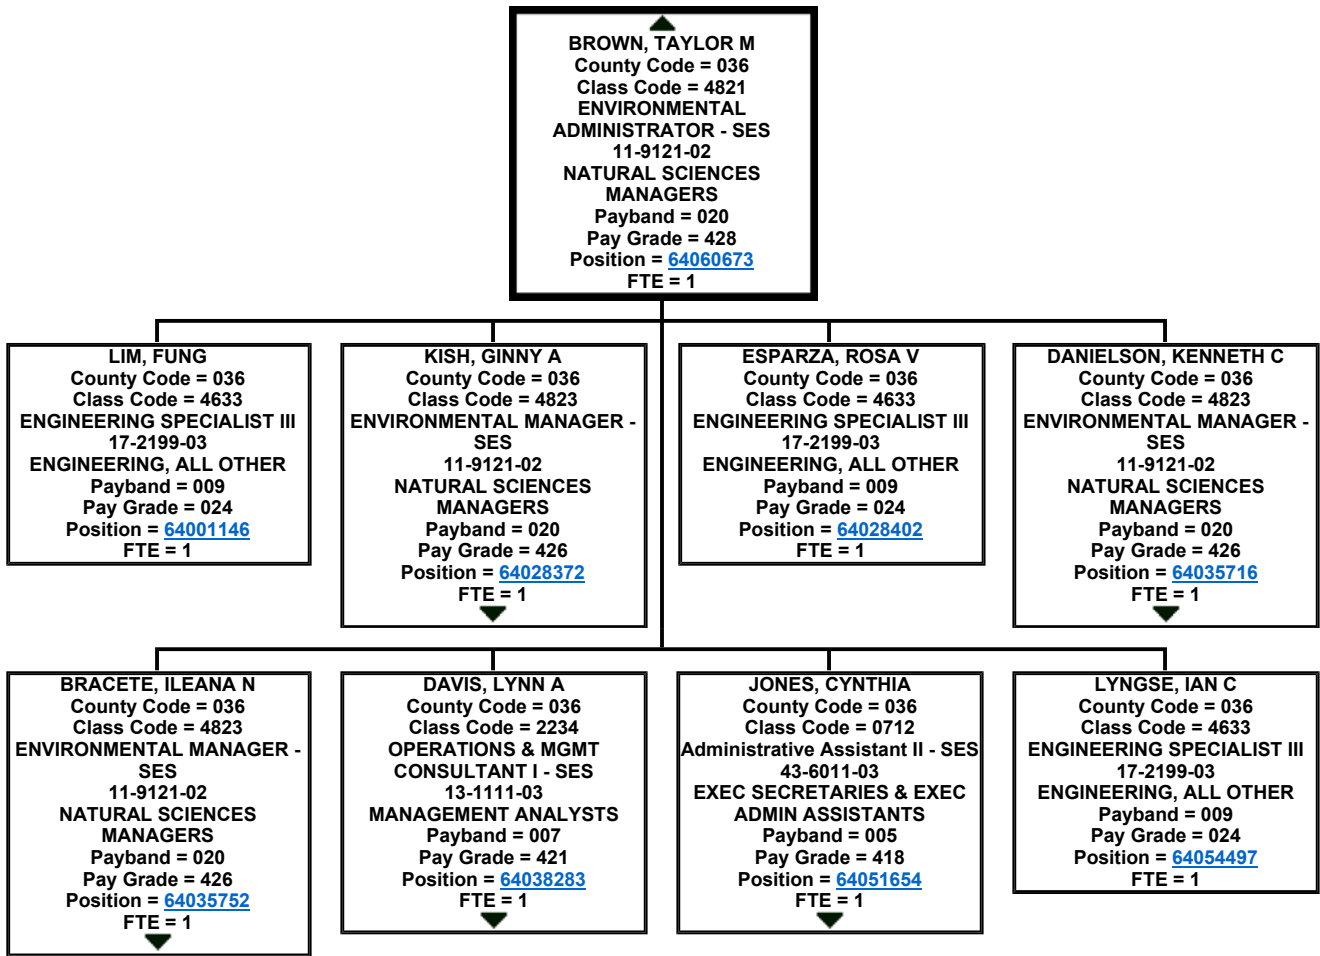 BROWN, TAYLOR M
County Code = 036
Class Code = 4821
ENVIRONMENTAL
ADMINISTRATOR - SES
11-9121-02
NATURAL SCIENCES
MANAGERS
Payband = 020
Pay Grade = 428
Position = 64060673
FTE = 1
LIM, FUNG
County Code = 036
Class Code = 4633
ENGINEERING SPECIALIST III
17-2199-03
ENGINEERING, ALL OTHER
Payband = 009
Pay Grade = 024
Position = 64001146
FTE = 1
KISH, GINNY A
County Code = 036
Class Code = 4823
ENVIRONMENTAL MANAGER -
SES
11-9121-02
NATURAL SCIENCES
MANAGERS
Payband = 020
Pay Grade = 426
Position = 64028372
FTE = 1
ESPARZA, ROSA V
County Code = 036
Class Code = 4633
ENGINEERING SPECIALIST III
17-2199-03
ENGINEERING, ALL OTHER
Payband = 009
Pay Grade = 024
Position = 64028402
FTE = 1
DANIELSON, KENNETH C
County Code = 036
Class Code = 4823
ENVIRONMENTAL MANAGER -
SES
11-9121-02
NATURAL SCIENCES
MANAGERS
Payband = 020
Pay Grade = 426
Position = 64035716
FTE = 1
BRACETE, ILEANA N
County Code = 036
Class Code = 4823
ENVIRONMENTAL MANAGER -
SES
11-9121-02
NATURAL SCIENCES
MANAGERS
Payband = 020
Pay Grade = 426
Position = 64035752
FTE = 1
DAVIS, LYNN A
County Code = 036
Class Code = 2234
OPERATIONS & MGMT
CONSULTANT I - SES
13-1111-03
MANAGEMENT ANALYSTS
Payband = 007
Pay Grade = 421
Position = 64038283
FTE = 1
JONES, CYNTHIA
County Code = 036
Class Code = 0712
Administrative Assistant II - SES
43-6011-03
EXEC SECRETARIES & EXEC
ADMIN ASSISTANTS
Payband = 005
Pay Grade = 418
Position = 64051654
FTE = 1
LYNGSE, IAN C
County Code = 036
Class Code = 4633
ENGINEERING SPECIALIST III
17-2199-03
ENGINEERING, ALL OTHER
Payband = 009
Pay Grade = 024
Position = 64054497
FTE = 1